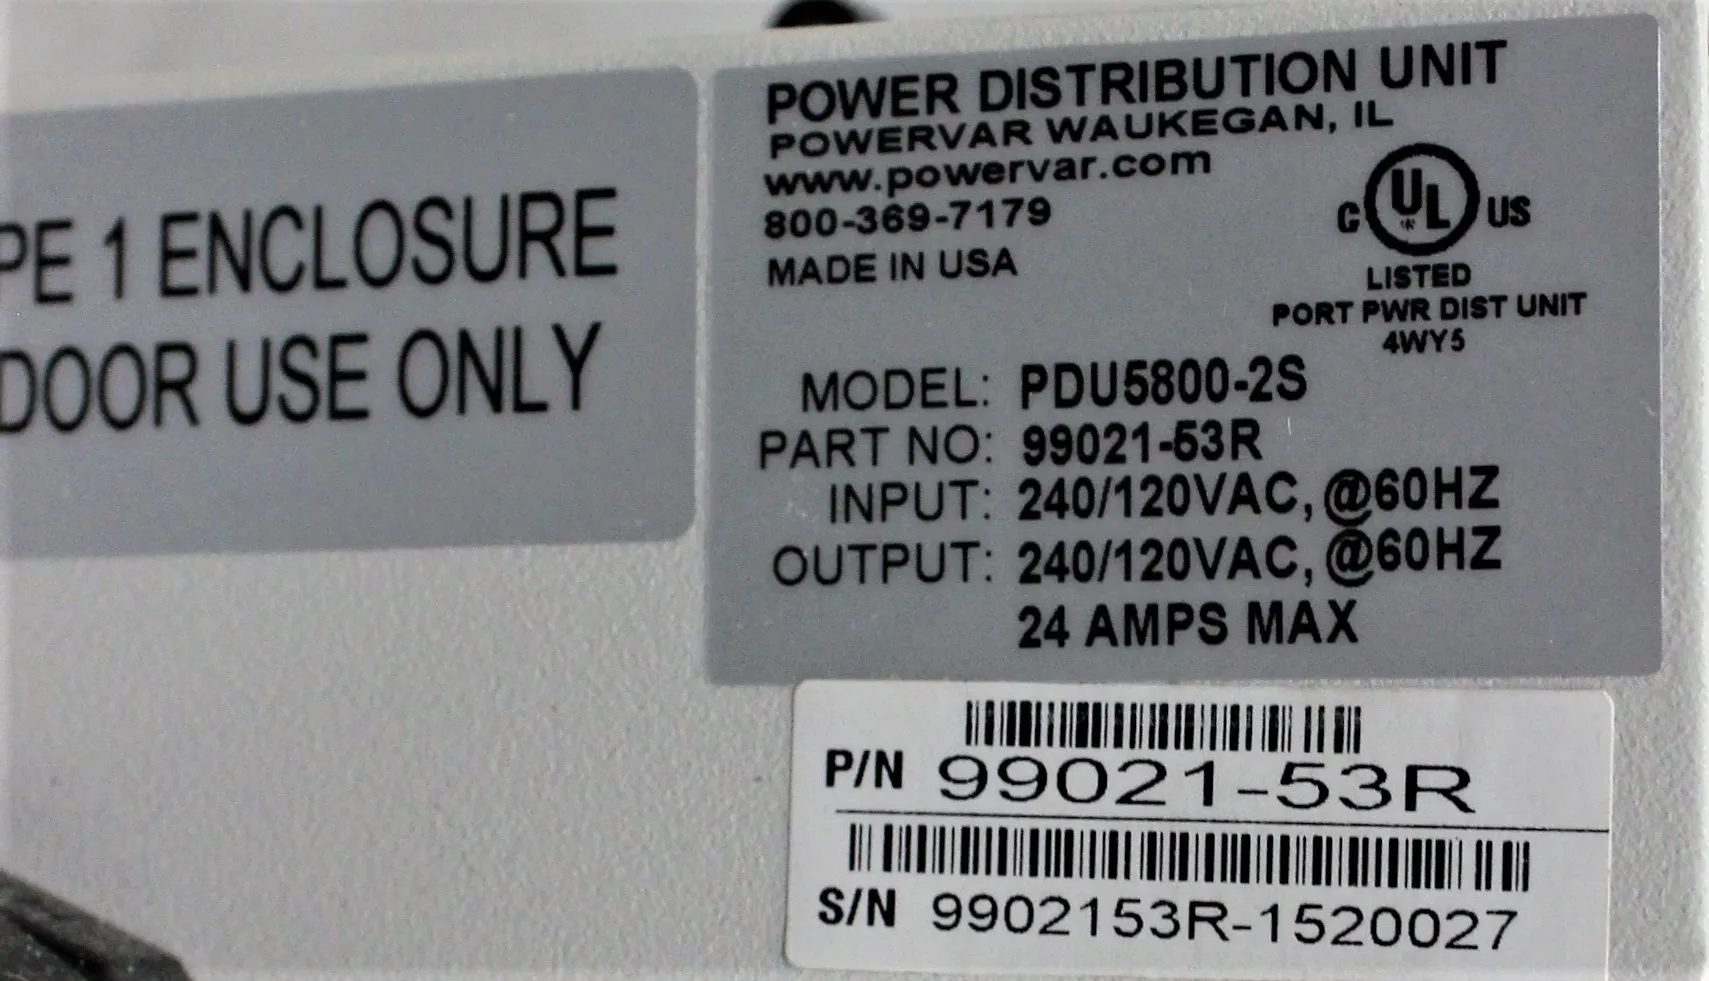 PE 1 ENCLOSURE
DOOR USE ONLY
POWER DISTRIBUTION UNIT
POWERVAR WAUKEGAN, IL
www.powervar.com
800-369-7179
MADE IN USA
C UL US
LISTED
PORT PWR DIST UNIT
4WY5
MODEL: PDU5800-2S
PART NO: 99021-53R
INPUT: 240/120VAC, @60HZ
OUTPUT: 240/120VAC, @60HZ
24 AMPS MAX
P/N 99021-53R
S/N 9902153R-1520027